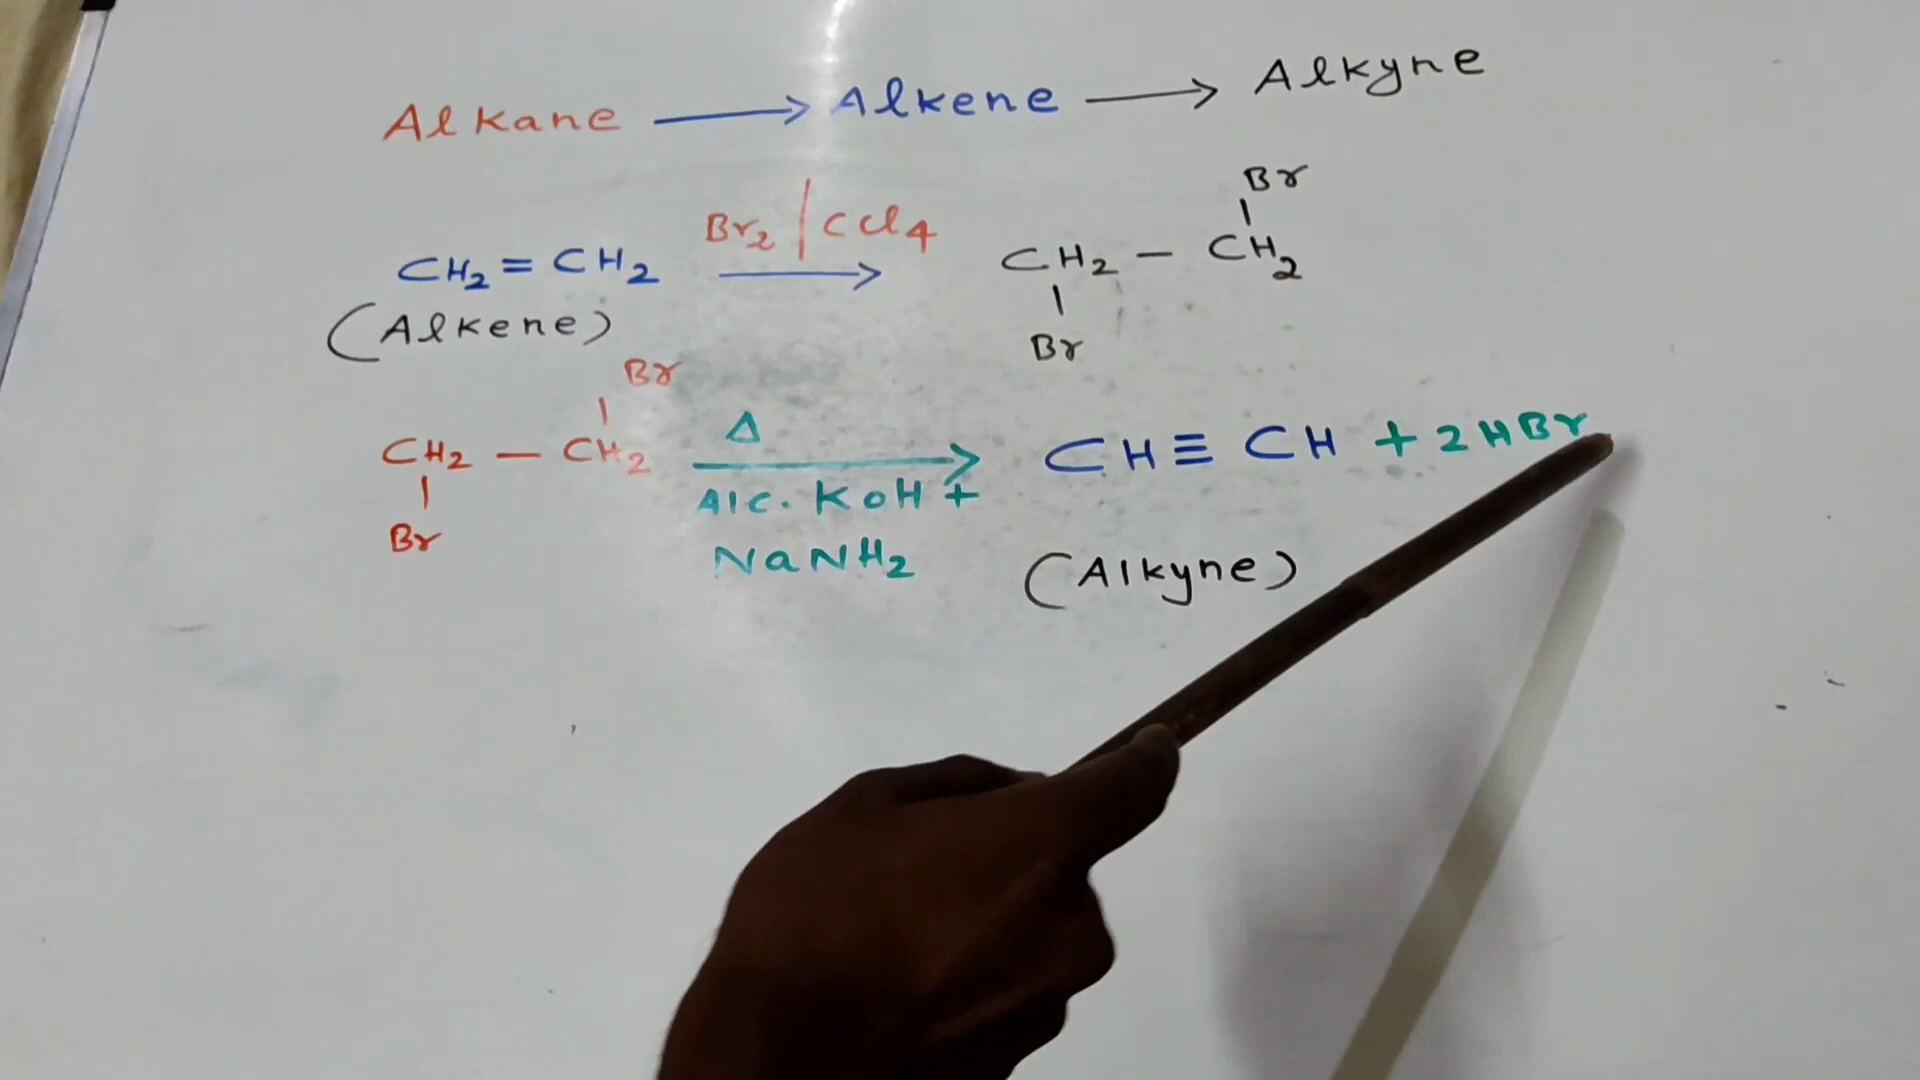 Alkane → Alkene → Alkyne
Br
CH2 = CH2 Br2 | CCl4 → CH2 – CH2
(Alkene) Br
Br
CH2 – CH2 Δ → CH ≡ CH + 2HBr
Br Alc. KOH +
NaNH2 (Alkyne)